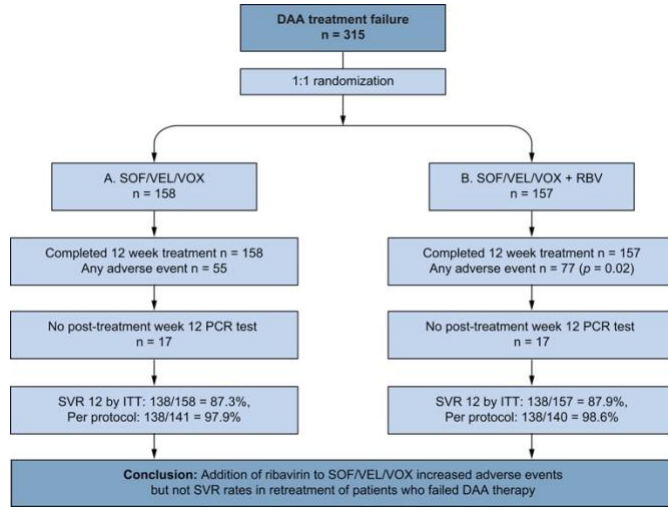 DAA treatment failure
n = 315
1:1 randomization
A. SOF/VEL/VOX
n = 158
B. SOF/VEL/VOX + RBV
n = 157
Completed 12 week treatment n = 158
Any adverse event n = 55
Completed 12 week treatment n = 157
Any adverse event n = 77 (p = 0.02)
No post-treatment week 12 PCR test
n = 17
No post-treatment week 12 PCR test
n = 17
SVR 12 by ITT: 138/158 = 87.3%,
Per protocol: 138/141 = 97.9%
SVR 12 by ITT: 138/157 = 87.9%,
Per protocol: 138/140 = 98.6%
Conclusion: Addition of ribavirin to SOF/VEL/VOX increased adverse events
but not SVR rates in retreatment of patients who failed DAA therapy